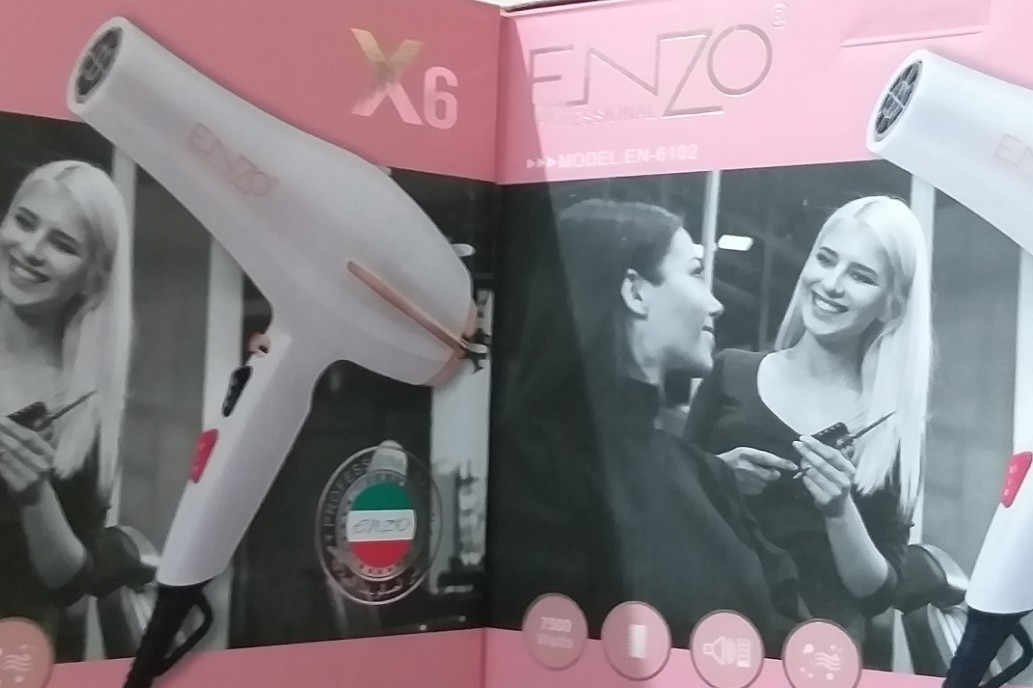 X6
ENZO
ENZO
PROFESSIONAL
▸▸▸MODEL:EN-6102
ENZO
7500
Watts